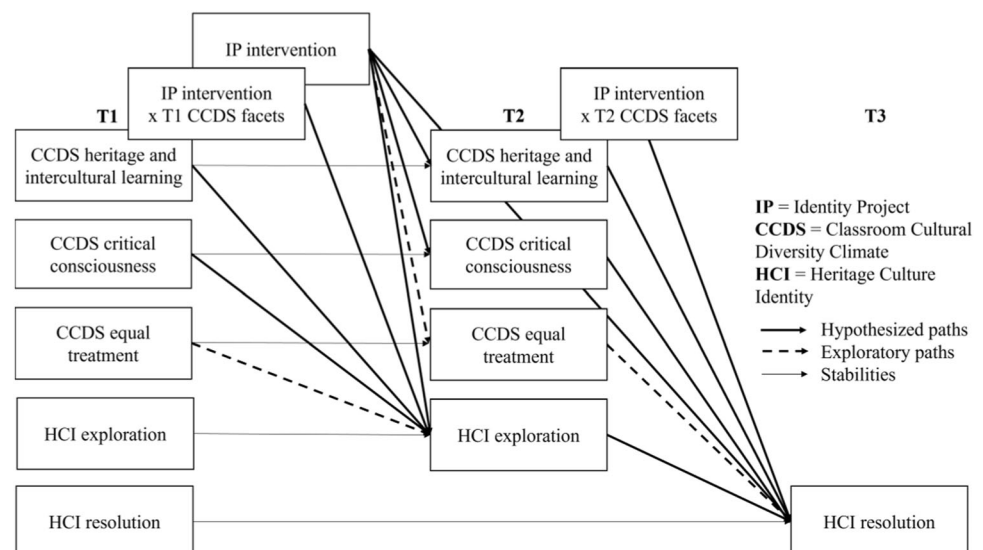 IP intervention
IP intervention
x T1 CCDS facets
IP intervention
x T2 CCDS facets
T1
T2
T3
CCDS heritage and
intercultural learning
CCDS heritage and
intercultural learning
CCDS critical
consciousness
CCDS critical
consciousness
CCDS equal
treatment
CCDS equal
treatment
HCI exploration
HCI exploration
HCI resolution
HCI resolution
IP = Identity Project
CCDS = Classroom Cultural
Diversity Climate
HCI = Heritage Culture
Identity
Hypothesized paths
Exploratory paths
Stabilities